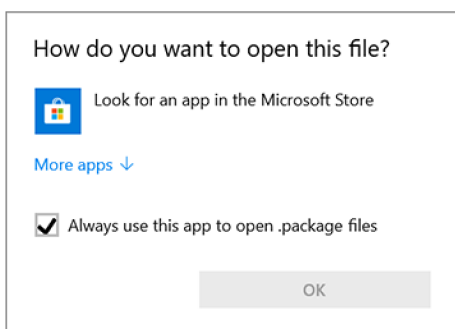 How do you want to open this file?
Look for an app in the Microsoft Store
More apps ↓
Always use this app to open .package files
OK